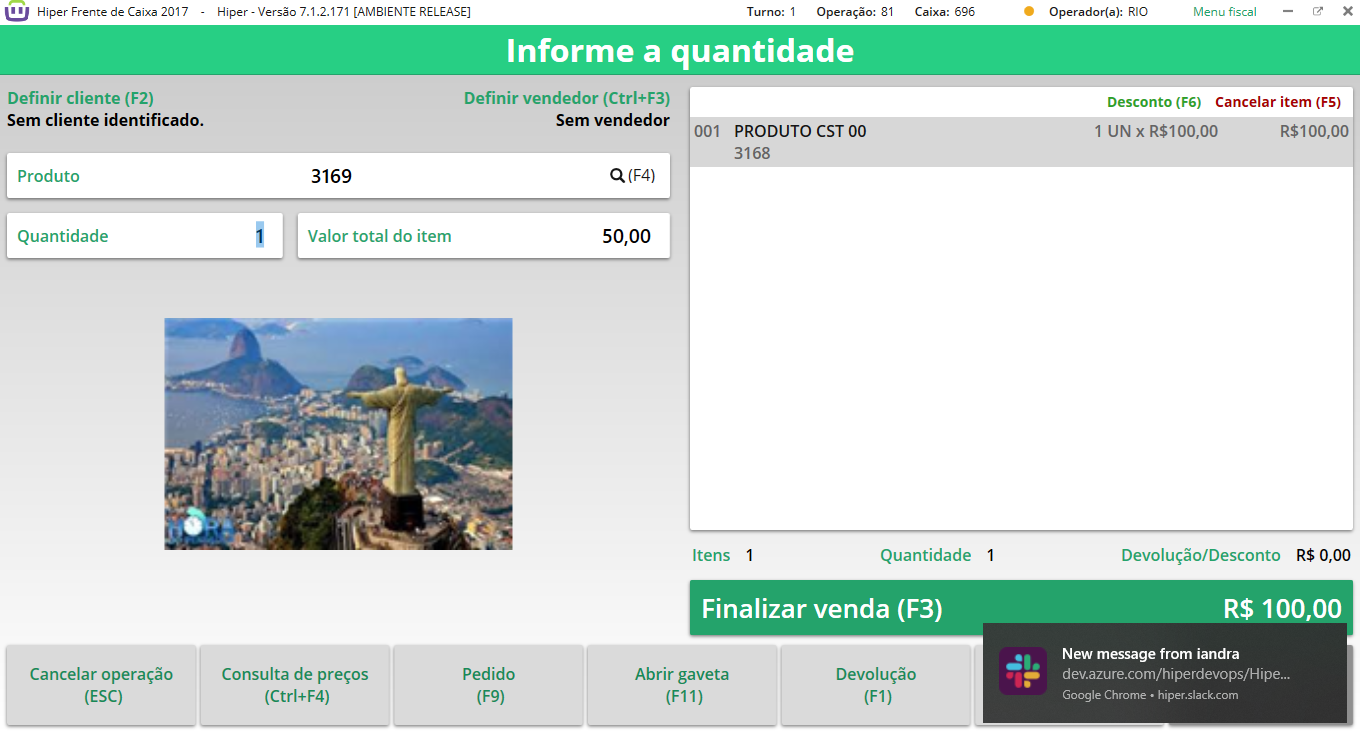 Hiper Frente de Caixa 2017 - Hiper - Versão 7.1.2.171 [AMBIENTE RELEASE] Turno: 1 Operação: 81 Caixa: 696 Operador(a): RIO Menu fiscal
Informe a quantidade
Definir cliente (F2) Definir vendedor (Ctrl+F3)
Sem cliente identificado. Sem vendedor
Produto 3169 (F4)
Quantidade 1 Valor total do item 50,00
HORA
Desconto (F6) Cancelar item (F5)
001 PRODUTO CST 00 1 UN x R$100,00 R$100,00
3168
Itens 1 Quantidade 1 Devolução/Desconto R$ 0,00
Finalizar venda (F3) R$ 100,00
Cancelar operação
(ESC)
Consulta de preços
(Ctrl+F4)
Pedido
(F9)
Abrir gaveta
(F11)
Devolução
(F1)
New message from iandra
dev.azure.com/hiperdevops/Hipe...
Google Chrome • hiper.slack.com